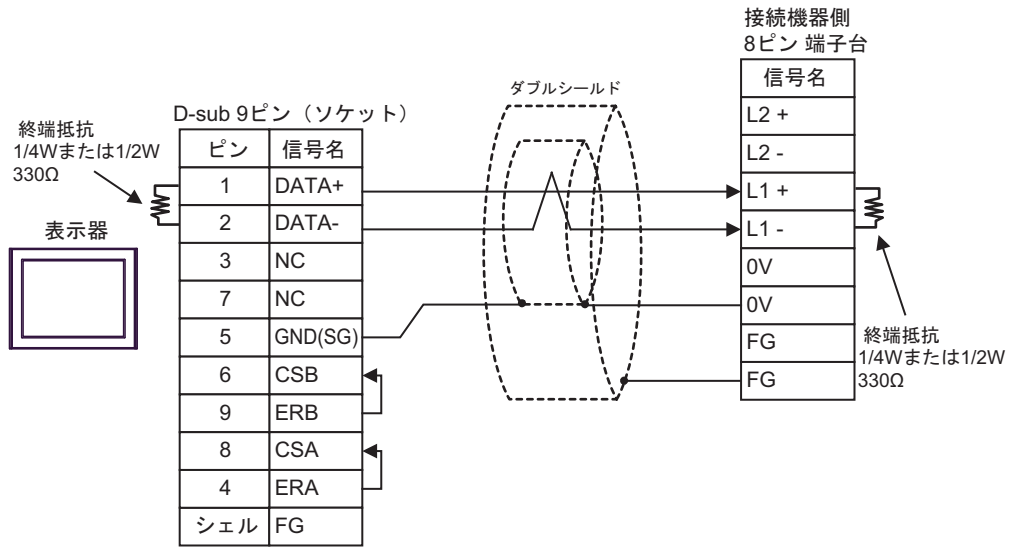 接続機器側
8ピン 端子台
信号名
L2 +
L2 -
L1 +
L1 -
0V
0V
FG
FG
ダブルシールド
D-sub 9ピン（ソケット）
ピン 信号名
1 DATA+
2 DATA-
3 NC
7 NC
5 GND(SG)
6 CSB
9 ERB
8 CSA
4 ERA
シェル FG
終端抵抗
1/4Wまたは1/2W
330Ω
表示器
終端抵抗
1/4Wまたは1/2W
330Ω